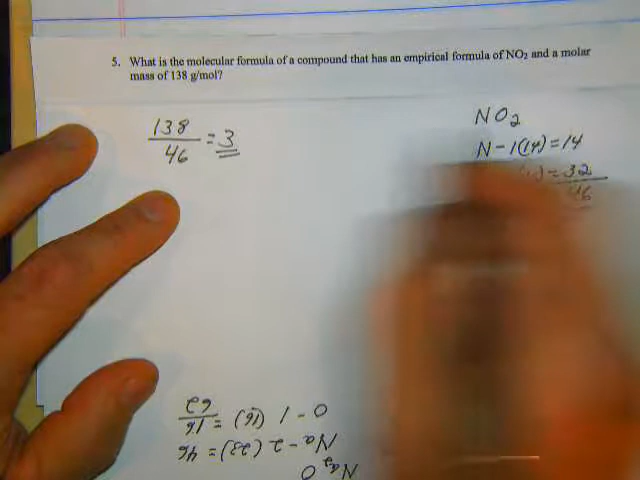 5. What is the molecular formula of a compound that has an empirical formula of NO₂ and a molar
mass of 138 g/mol?
138
46
= 3
NO₂
N - 1(14) = 14
= 32
46
Na₂O
Na - 2 (23) = 46
O - 1 (16) = 16
62